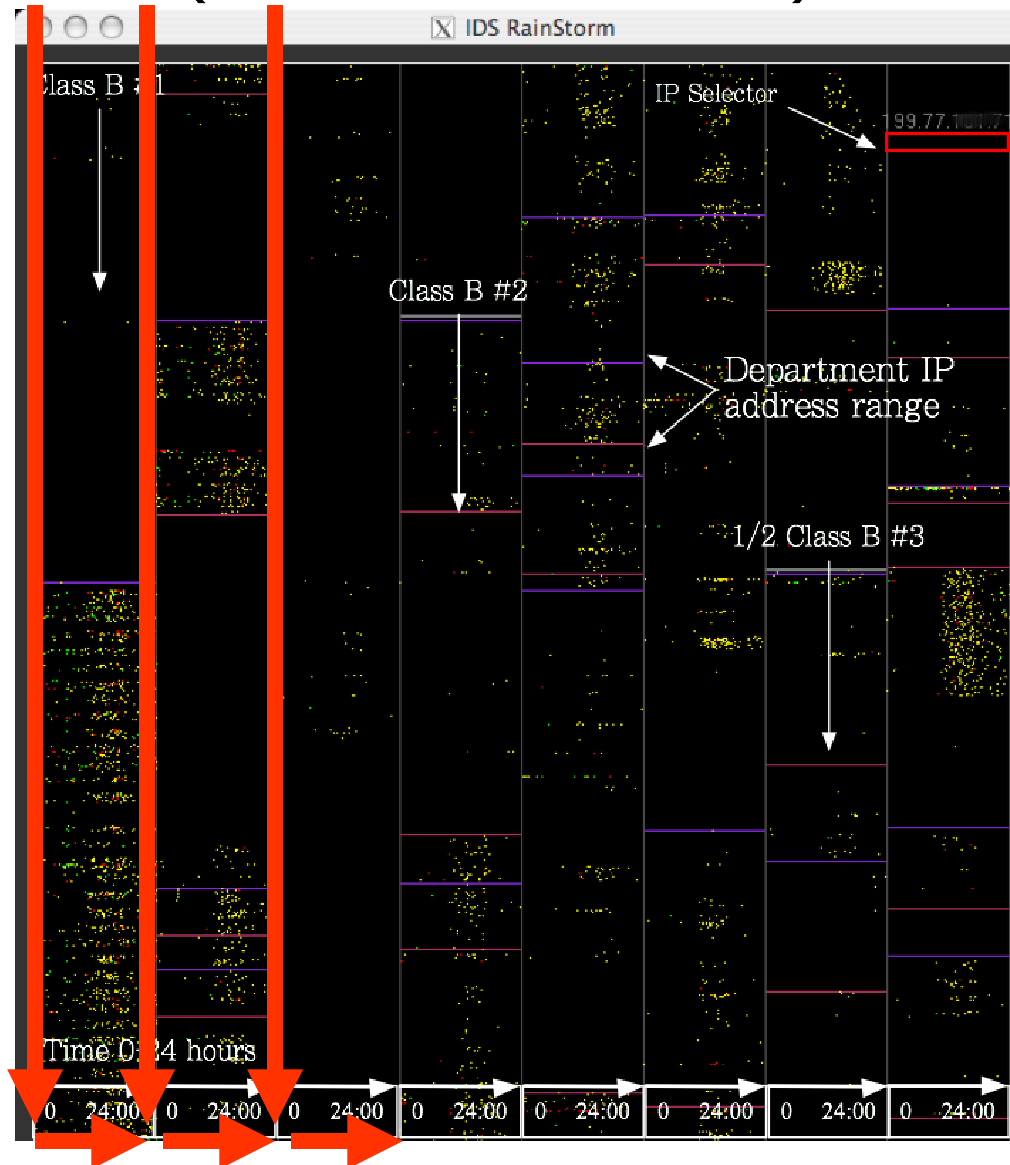 X IDS RainStorm
Class B #1
IP Selector
199.77.
Class B #2
Department IP
address range
1/2 Class B #3
Time 0-24 hours
0 24:00 0 24:00 0 24:00 0 24:00 0 24:00 0 24:00 0 24:00 0 24:00